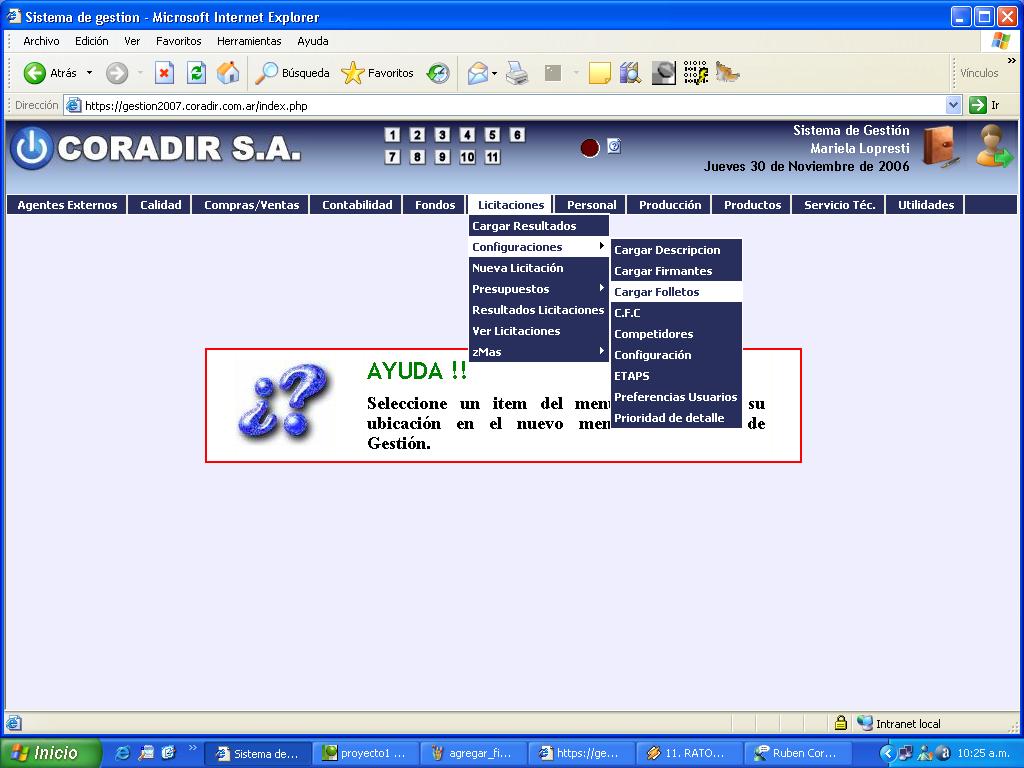 Sistema de gestion - Microsoft Internet Explorer
Archivo Edición Ver Favoritos Herramientas Ayuda
Atrás Búsqueda Favoritos Vínculos »
Dirección https://gestion2007.coradir.com.ar/index.php Ir
CORADIR S.A.
1 2 3 4 5 6
7 8 9 10 11
Sistema de Gestión
Mariela Lopresti
Jueves 30 de Noviembre de 2006
Agentes Externos Calidad Compras/Ventas Contabilidad Fondos Licitaciones Personal Producción Productos Servicio Téc. Utilidades
Cargar Resultados
Configuraciones
Nueva Licitación
Presupuestos
Resultados Licitaciones
Ver Licitaciones
zMas
Cargar Descripcion
Cargar Firmantes
Cargar Folletos
C.F.C
Competidores
Configuración
ETAPS
Preferencias Usuarios
Prioridad de detalle
¿?
AYUDA !!
Seleccione un item del men su
ubicación en el nuevo men de
Gestión.
Intranet local
Inicio » Sistema de... proyecto1 ... agregar_fi... https://ge... 11. RATO... Ruben Cor... 10:25 a.m.